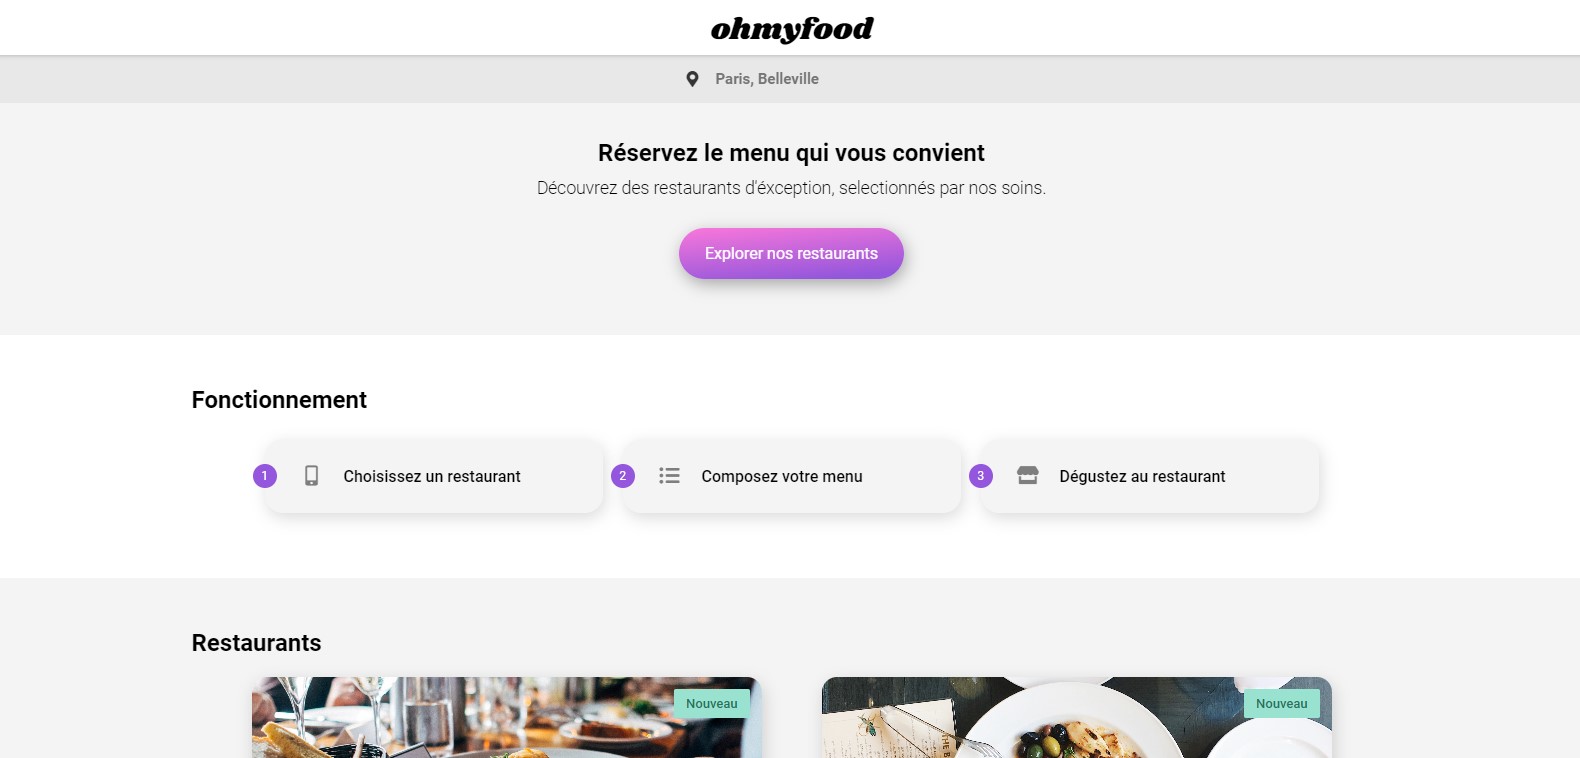 ohmyfood
Paris, Belleville
Réservez le menu qui vous convient
Découvrez des restaurants d'éxception, selectionnés par nos soins.
Explorer nos restaurants
Fonctionnement
1 Choisissez un restaurant
2 Composez votre menu
3 Dégustez au restaurant
Restaurants
Nouveau
Nouveau